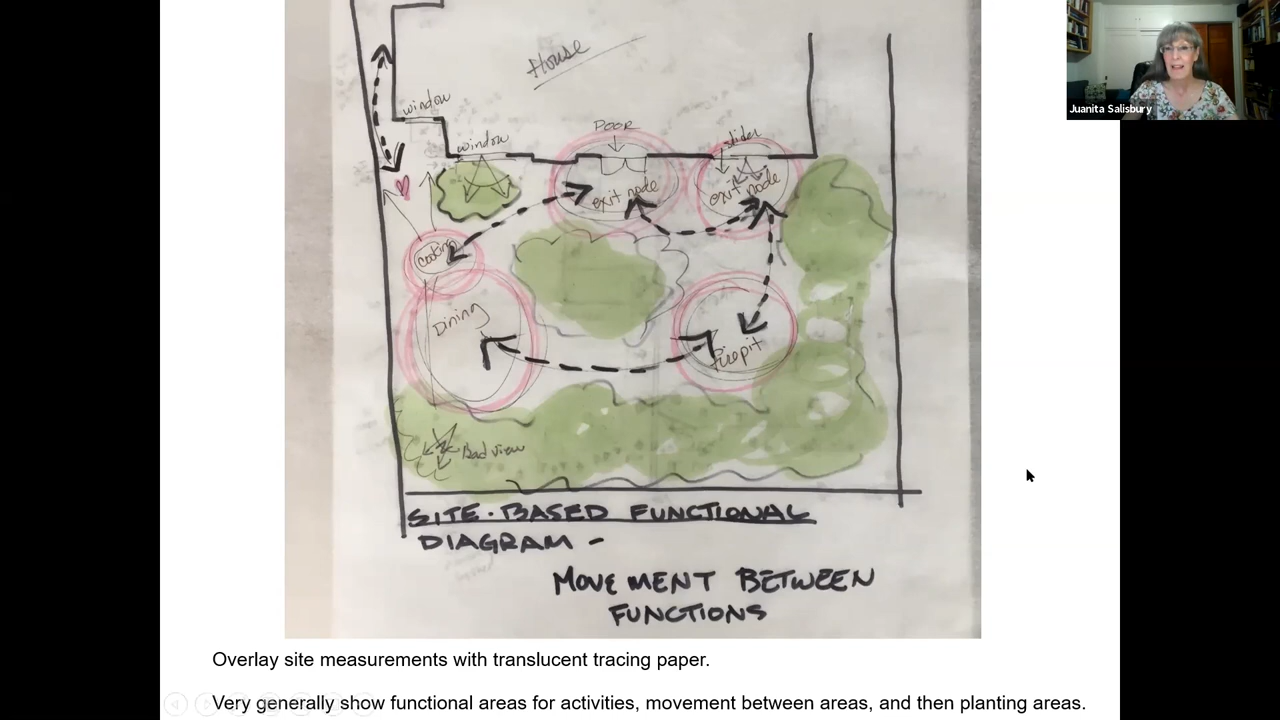 Juanita Salisbury
House
window
window
DOOR
slider
exit node
exit node
Cooking
Dining
firepit
Bad view
SITE-BASED FUNCTIONAL
DIAGRAM -
MOVEMENT BETWEEN
FUNCTIONS
Overlay site measurements with translucent tracing paper.
Very generally show functional areas for activities, movement between areas, and then planting areas.